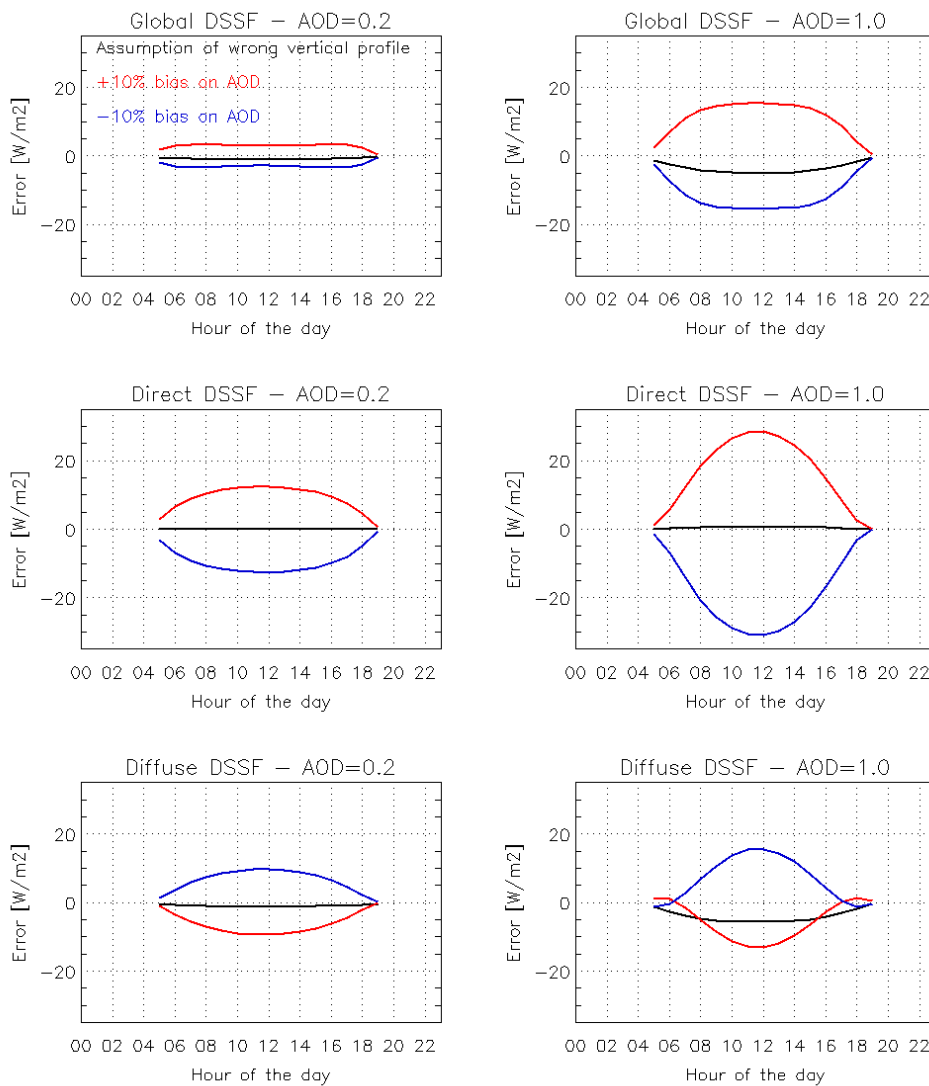 Global DSSF – AOD=0.2
Assumption of wrong vertical profile
+10% bias on AOD
−10% bias on AOD
Error [W/m2]
20
0
−20
00 02 04 06 08 10 12 14 16 18 20 22
Hour of the day
Global DSSF – AOD=1.0
Error [W/m2]
20
0
−20
00 02 04 06 08 10 12 14 16 18 20 22
Hour of the day
Direct DSSF – AOD=0.2
Error [W/m2]
20
0
−20
00 02 04 06 08 10 12 14 16 18 20 22
Hour of the day
Direct DSSF – AOD=1.0
Error [W/m2]
20
0
−20
00 02 04 06 08 10 12 14 16 18 20 22
Hour of the day
Diffuse DSSF – AOD=0.2
Error [W/m2]
20
0
−20
00 02 04 06 08 10 12 14 16 18 20 22
Hour of the day
Diffuse DSSF – AOD=1.0
Error [W/m2]
20
0
−20
00 02 04 06 08 10 12 14 16 18 20 22
Hour of the day